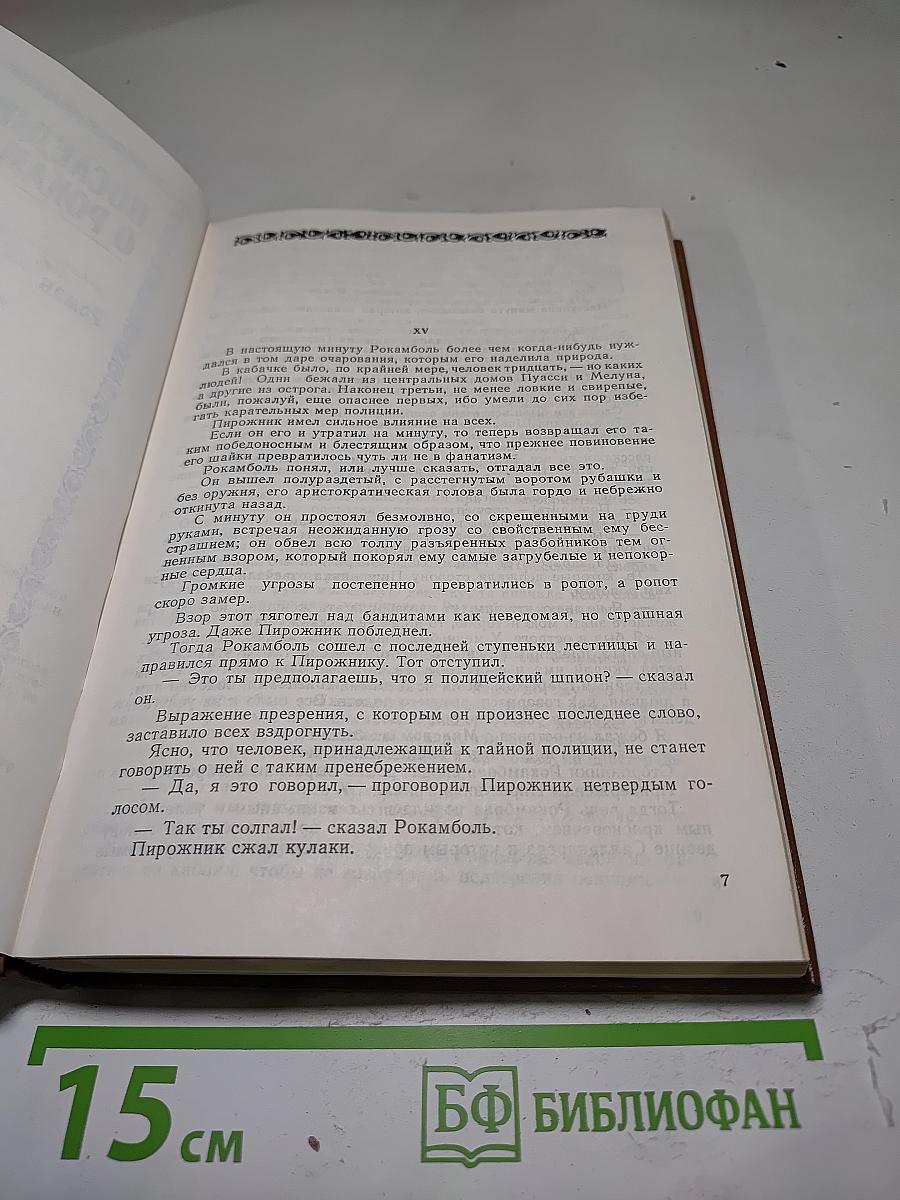 XV
В настоящую минуту Рокамболь более чем когда-нибудь нуж-
дался в том даре очарования, которым его наделила природа.
В кабачке было, по крайней мере, человек тридцать, — но каких
людей! Одни бежали из центральных домов Пуасси и Мелуна,
а другие из острога. Наконец третьи, не менее ловкие и свирепые,
были, пожалуй, еще опаснее первых, ибо умели до сих пор избе-
гать карательных мер полиции.
Пирожник имел сильное влияние на всех.
Если он его и утратил на минуту, то теперь возвращал его та-
ким победоносным и блестящим образом, что прежнее повиновение
его шайки превратилось чуть ли не в фанатизм.
Рокамболь понял, или лучше сказать, отгадал все это.
Он вышел полураздетый, с расстегнутым воротом рубашки и
без оружия, его аристократическая голова была гордо и небрежно
откинута назад.
С минуту он простоял безмолвно, со скрещенными на груди
руками, встречая неожиданную грозу со свойственным ему бес-
страшием; он обвел всю толпу разъяренных разбойников тем ог-
ненным взором, который покорял ему самые загрубелые и непокор-
ные сердца.
Громкие угрозы постепенно превратились в ропот, а ропот
скоро замер.
Взор этот тяготел над бандитами как неведомая, но страшная
угроза. Даже Пирожник побледнел.
Тогда Рокамболь сошел с последней ступеньки лестницы и на-
правился прямо к Пирожнику. Тот отступил.
— Это ты предполагаешь, что я полицейский шпион? — сказал
он.
Выражение презрения, с которым он произнес последнее слово,
заставило всех вздрогнуть.
Ясно, что человек, принадлежащий к тайной полиции, не станет
говорить о ней с таким пренебрежением.
— Да, я это говорил, — проговорил Пирожник нетвердым го-
лосом.
— Так ты солгал! — сказал Рокамболь.
Пирожник сжал кулаки.
7
15 см
БФ БИБЛИОФАН